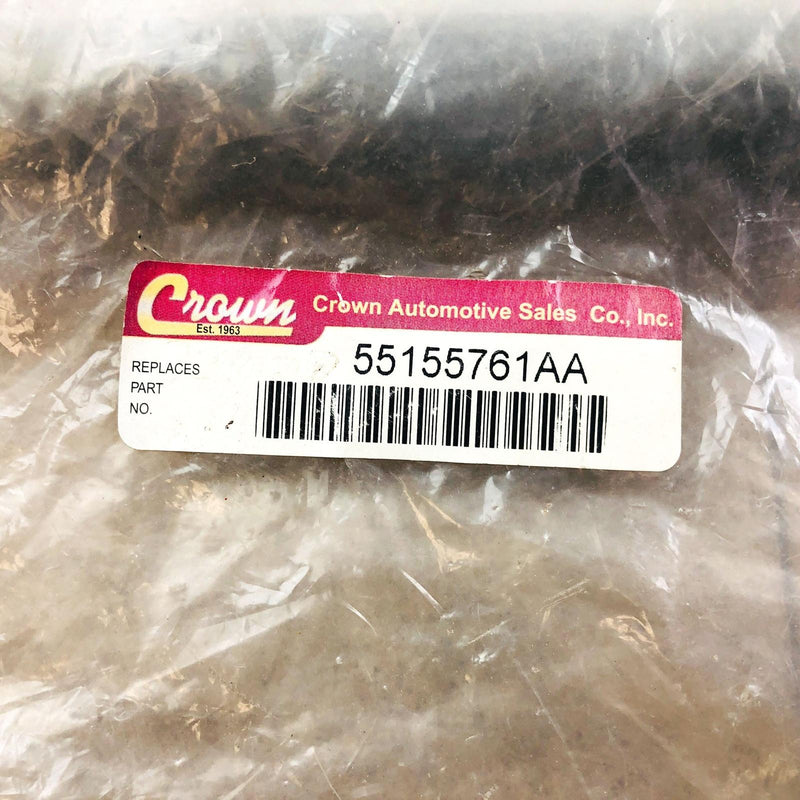 Crown
Est. 1963
Crown Automotive Sales Co., Inc.
REPLACES
PART
NO.
55155761AA